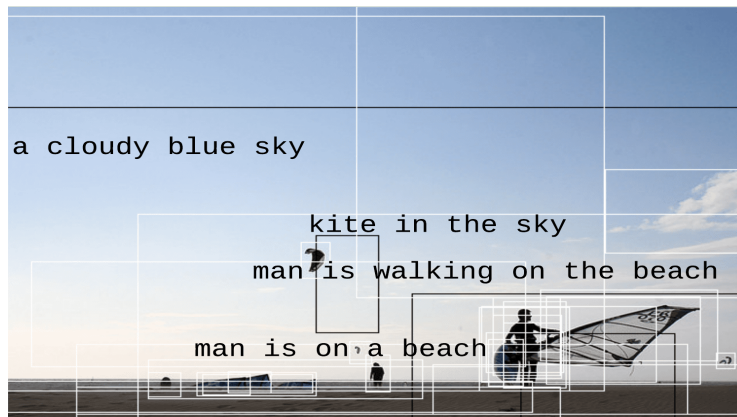 a cloudy blue sky
kite in the sky
man is walking on the beach
man is on a beach